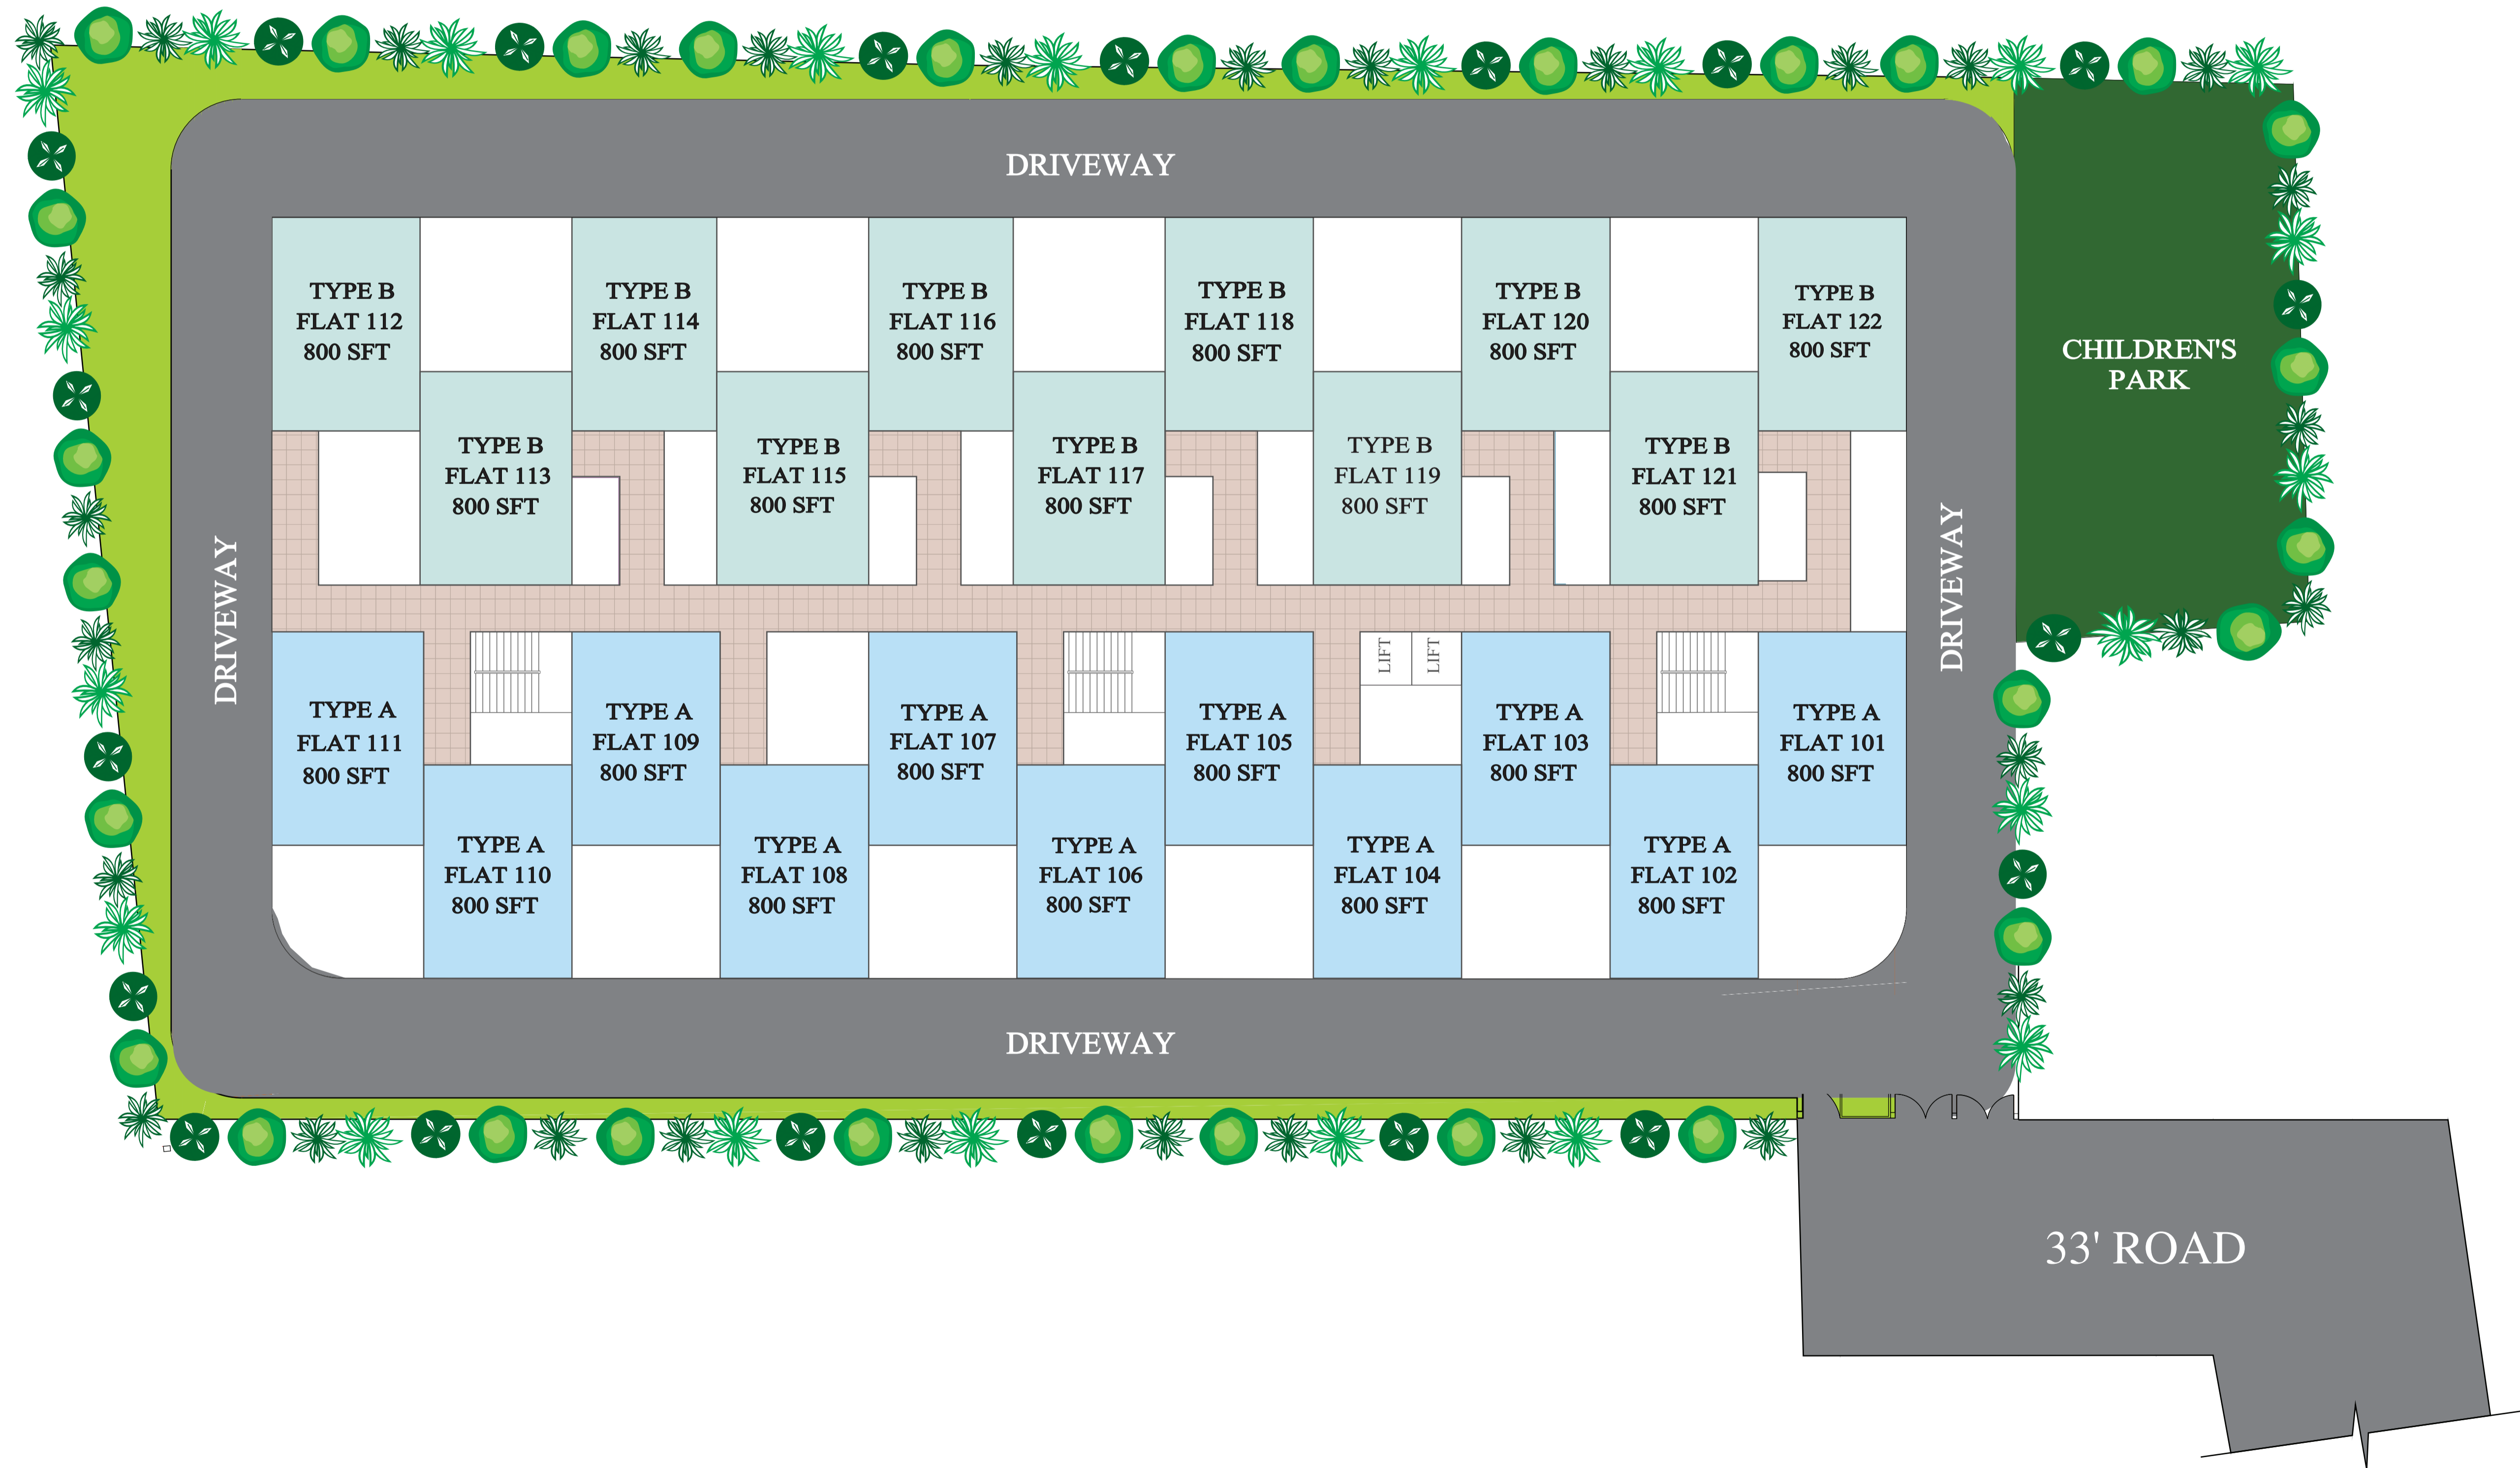 DRIVEWAY
TYPE B
FLAT 112
800 SFT
TYPE B
FLAT 114
800 SFT
TYPE B
FLAT 116
800 SFT
TYPE B
FLAT 118
800 SFT
TYPE B
FLAT 120
800 SFT
TYPE B
FLAT 122
800 SFT
CHILDREN'S
PARK
TYPE B
FLAT 113
800 SFT
TYPE B
FLAT 115
800 SFT
TYPE B
FLAT 117
800 SFT
TYPE B
FLAT 119
800 SFT
TYPE B
FLAT 121
800 SFT
DRIVEWAY
DRIVEWAY
LIFT
LIFT
TYPE A
FLAT 111
800 SFT
TYPE A
FLAT 109
800 SFT
TYPE A
FLAT 107
800 SFT
TYPE A
FLAT 105
800 SFT
TYPE A
FLAT 103
800 SFT
TYPE A
FLAT 101
800 SFT
TYPE A
FLAT 110
800 SFT
TYPE A
FLAT 108
800 SFT
TYPE A
FLAT 106
800 SFT
TYPE A
FLAT 104
800 SFT
TYPE A
FLAT 102
800 SFT
DRIVEWAY
33' ROAD